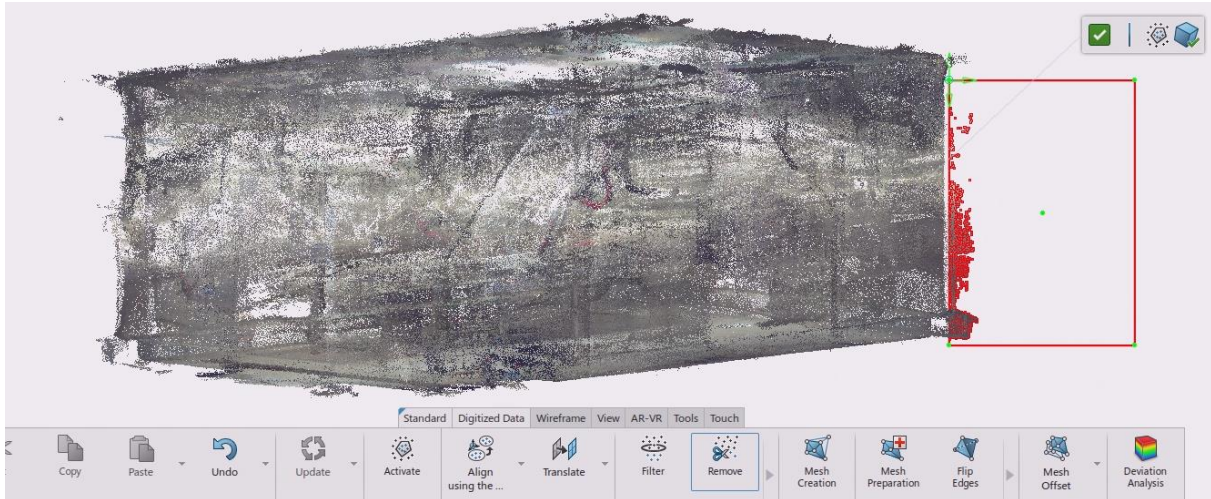 Standard Digitized Data Wireframe View AR-VR Tools Touch
Copy Paste Undo Update Activate Align Translate Filter Remove Mesh Mesh Flip Mesh Deviation
using the ... Creation Preparation Edges Offset Analysis